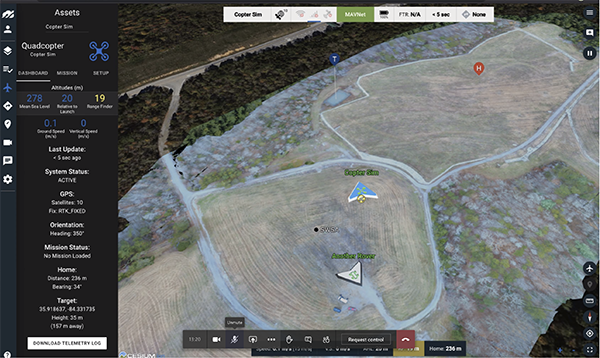 Assets
Copter Sim
Quadcopter
Copter Sim
DASHBOARD MISSION SETUP
Altitudes (m)
278 20 19
Mean Sea Level Relative to Launch Range Finder
0.1 0
Ground Speed (m/s) Vertical Speed (m/s)
Last Update:
< 5 sec ago
System Status:
ACTIVE
GPS:
Satellites: 10
Fix: RTK_FIXED
Orientation:
Heading: 350°
Mission Status:
No Mission Loaded
Home:
Distance: 236 m
Bearing: 34°
Target:
35.918637, -84.331735
Height: 35 m
(157 m away)
DOWNLOAD TELEMETRY LOG
Copter Sim MAVNet FTR: N/A < 5 sec None
T
H
Copter Sim
Another Rover
Unmute
11:20 Request control
Home: 236 m
CESIUM